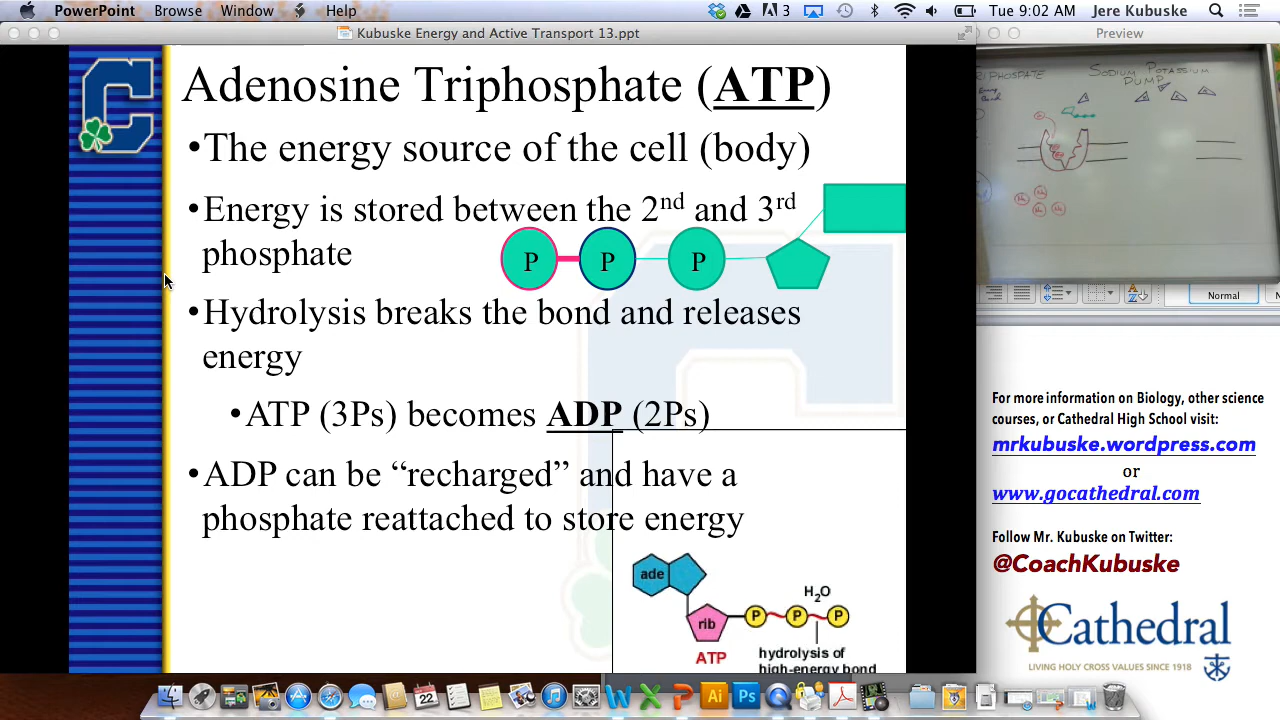 PowerPoint Browse Window Help 3 Tue 9:02 AM Jere Kubuske
Kubuske Energy and Active Transport 13.ppt
Preview
Adenosine Triphosphate (ATP)
•The energy source of the cell (body)
•Energy is stored between the 2nd and 3rd
phosphate
P P P
•Hydrolysis breaks the bond and releases
energy
•ATP (3Ps) becomes ADP (2Ps)
•ADP can be “recharged” and have a
phosphate reattached to store energy
ade
H2O
rib P P P
ATP
hydrolysis of
high-energy bond
SODIUM POTASSIUM
PUMP
Normal
For more information on Biology, other science
courses, or Cathedral High School visit:
mrkubuske.wordpress.com
or
www.gocathedral.com
Follow Mr. Kubuske on Twitter:
@CoachKubuske
Cathedral
LIVING HOLY CROSS VALUES SINCE 1918
22
Ai
Ps